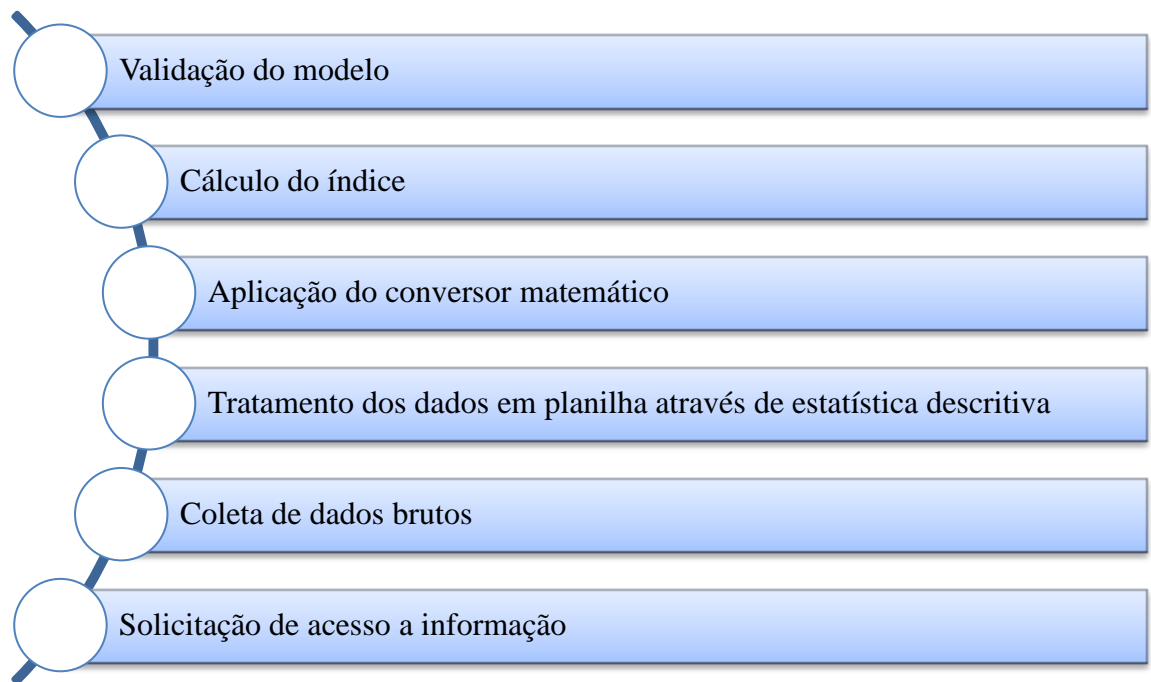 Validação do modelo
Cálculo do índice
Aplicação do conversor matemático
Tratamento dos dados em planilha através de estatística descritiva
Coleta de dados brutos
Solicitação de acesso a informação